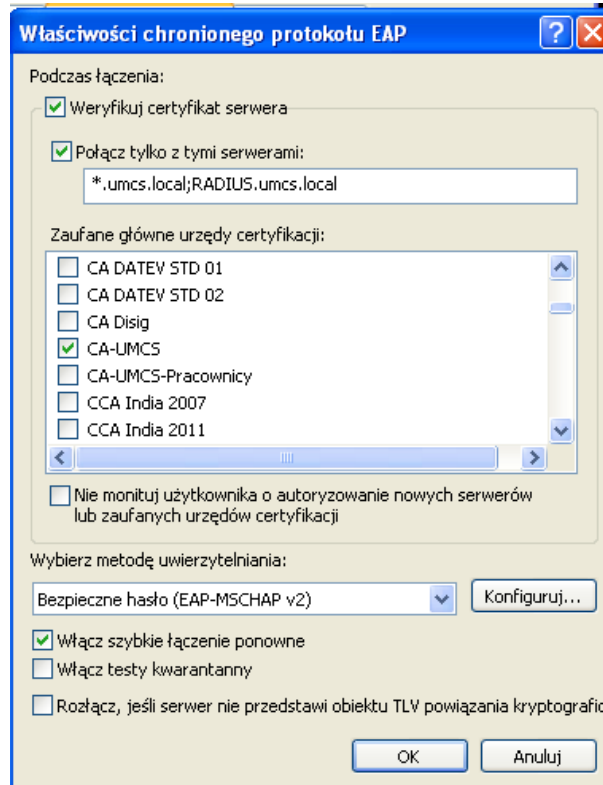 Właściwości chronionego protokołu EAP
Podczas łączenia:
Weryfikuj certyfikat serwera
Połącz tylko z tymi serwerami:
*.umcs.local;RADIUS.umcs.local
Zaufane główne urzędy certyfikacji:
CA DATEV STD 01
CA DATEV STD 02
CA Disig
CA-UMCS
CA-UMCS-Pracownicy
CCA India 2007
CCA India 2011
Nie monituj użytkownika o autoryzowanie nowych serwerów
lub zaufanych urzędów certyfikacji
Wybierz metodę uwierzytelniania:
Bezpieczne hasło (EAP-MSCHAP v2)
Konfiguruj...
Włącz szybkie łączenie ponowne
Włącz testy kwarantanny
Rozłącz, jeśli serwer nie przedstawi obiektu TLV powiązania kryptografic
OK
Anuluj